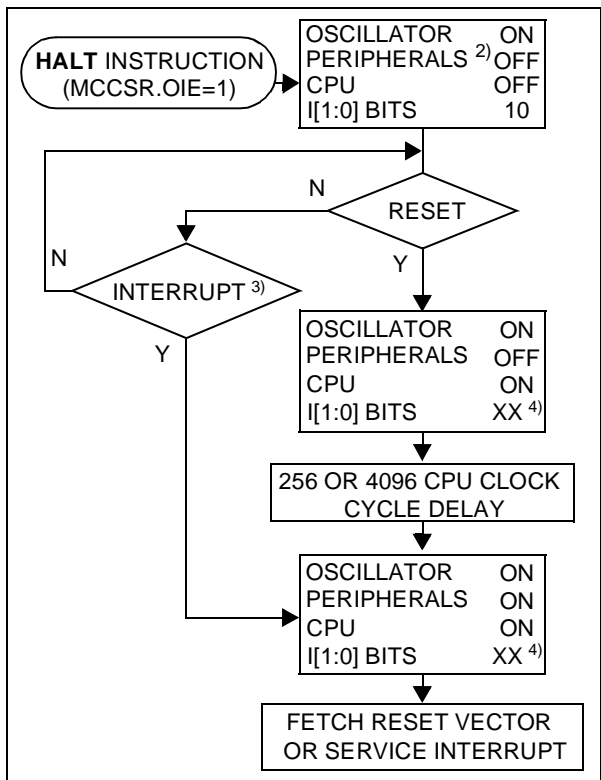 HALT INSTRUCTION
(MCCSR.OIE=1)
OSCILLATOR ON
PERIPHERALS 2) OFF
CPU OFF
I[1:0] BITS 10
N
RESET
N
Y
INTERRUPT 3)
Y
OSCILLATOR ON
PERIPHERALS OFF
CPU ON
I[1:0] BITS XX 4)
256 OR 4096 CPU CLOCK
CYCLE DELAY
OSCILLATOR ON
PERIPHERALS ON
CPU ON
I[1:0] BITS XX 4)
FETCH RESET VECTOR
OR SERVICE INTERRUPT